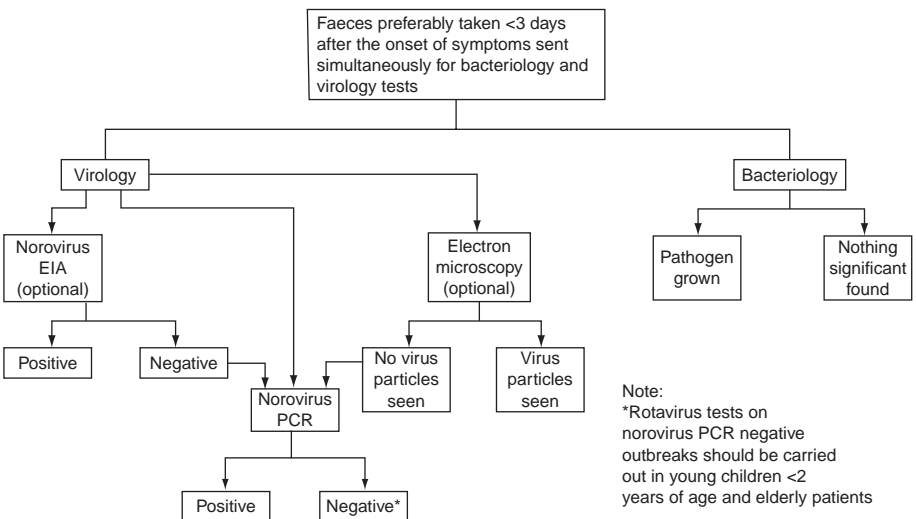 Faeces preferably taken <3 days
after the onset of symptoms sent
simultaneously for bacteriology and
virology tests
Virology
Bacteriology
Norovirus
EIA
(optional)
Electron
microscopy
(optional)
Pathogen
grown
Nothing
significant
found
Positive
Negative
No virus
particles
seen
Virus
particles
seen
Norovirus
PCR
Positive
Negative*
Note:
*Rotavirus tests on
norovirus PCR negative
outbreaks should be carried
out in young children <2
years of age and elderly patients